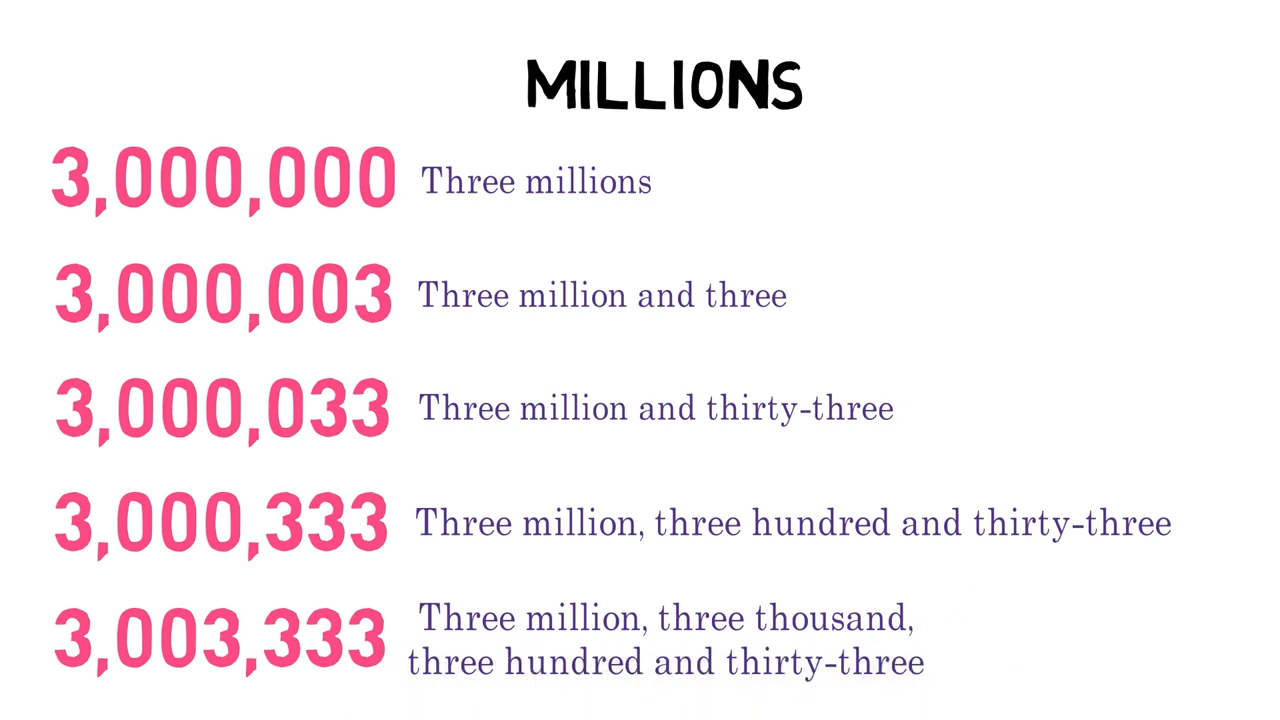 MILLIONS
3,000,000 Three millions
3,000,003 Three million and three
3,000,033 Three million and thirty-three
3,000,333 Three million, three hundred and thirty-three
3,003,333 Three million, three thousand,
three hundred and thirty-three